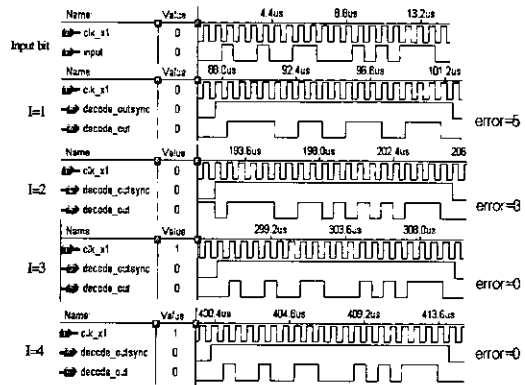 Name: Value 4.4us 8.8us 13.2us
Input bit clk_x1 0
input 0
Name: Value 88.0us 92.4us 96.8us 101.2us
I=1 clk_x1 0
decode_outsync 0
decode_out 0 error=5
Name: Value 193.6us 198.0us 202.4us 206
I=2 clk_x1 0
decode_outsync 0
decode_out 0 error=3
Name: Value 299.2us 303.6us 308.0us
I=3 clk_x1 1
decode_outsync 0
decode_out 0 error=0
Name: Value 400.4us 404.8us 409.2us 413.6us
I=4 clk_x1 1
decode_outsync 0
decode_out 0 error=0